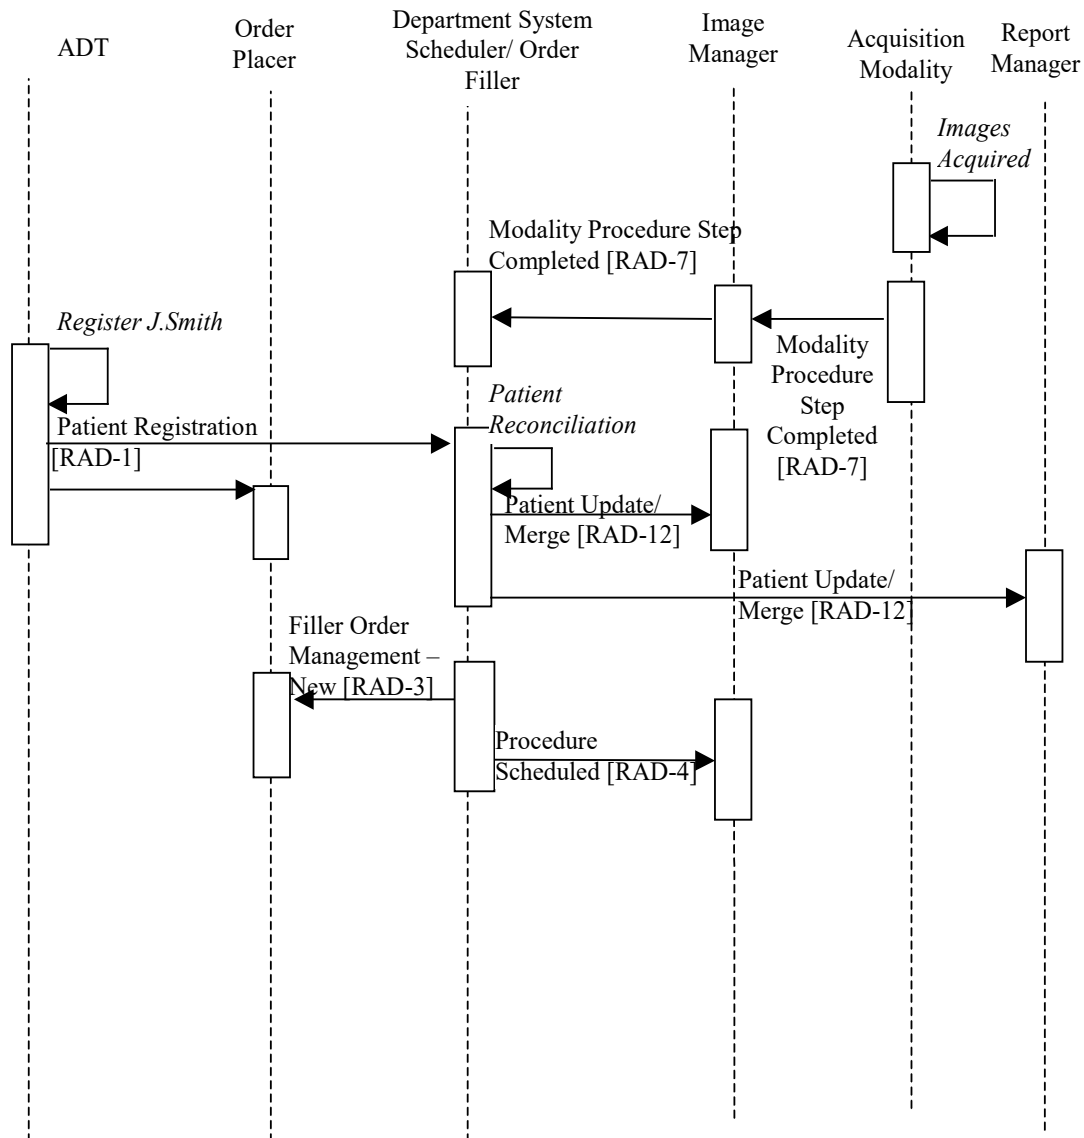 ADT
Order
Placer
Department System
Scheduler/ Order
Filler
Image
Manager
Acquisition
Modality
Report
Manager
Images
Acquired
Modality Procedure Step
Completed [RAD-7]
Register J.Smith
Modality
Procedure
Step
Completed
[RAD-7]
Patient
Reconciliation
Patient Registration
[RAD-1]
Patient Update/
Merge [RAD-12]
Patient Update/
Merge [RAD-12]
Filler Order
Management –
New [RAD-3]
Procedure
Scheduled [RAD-4]